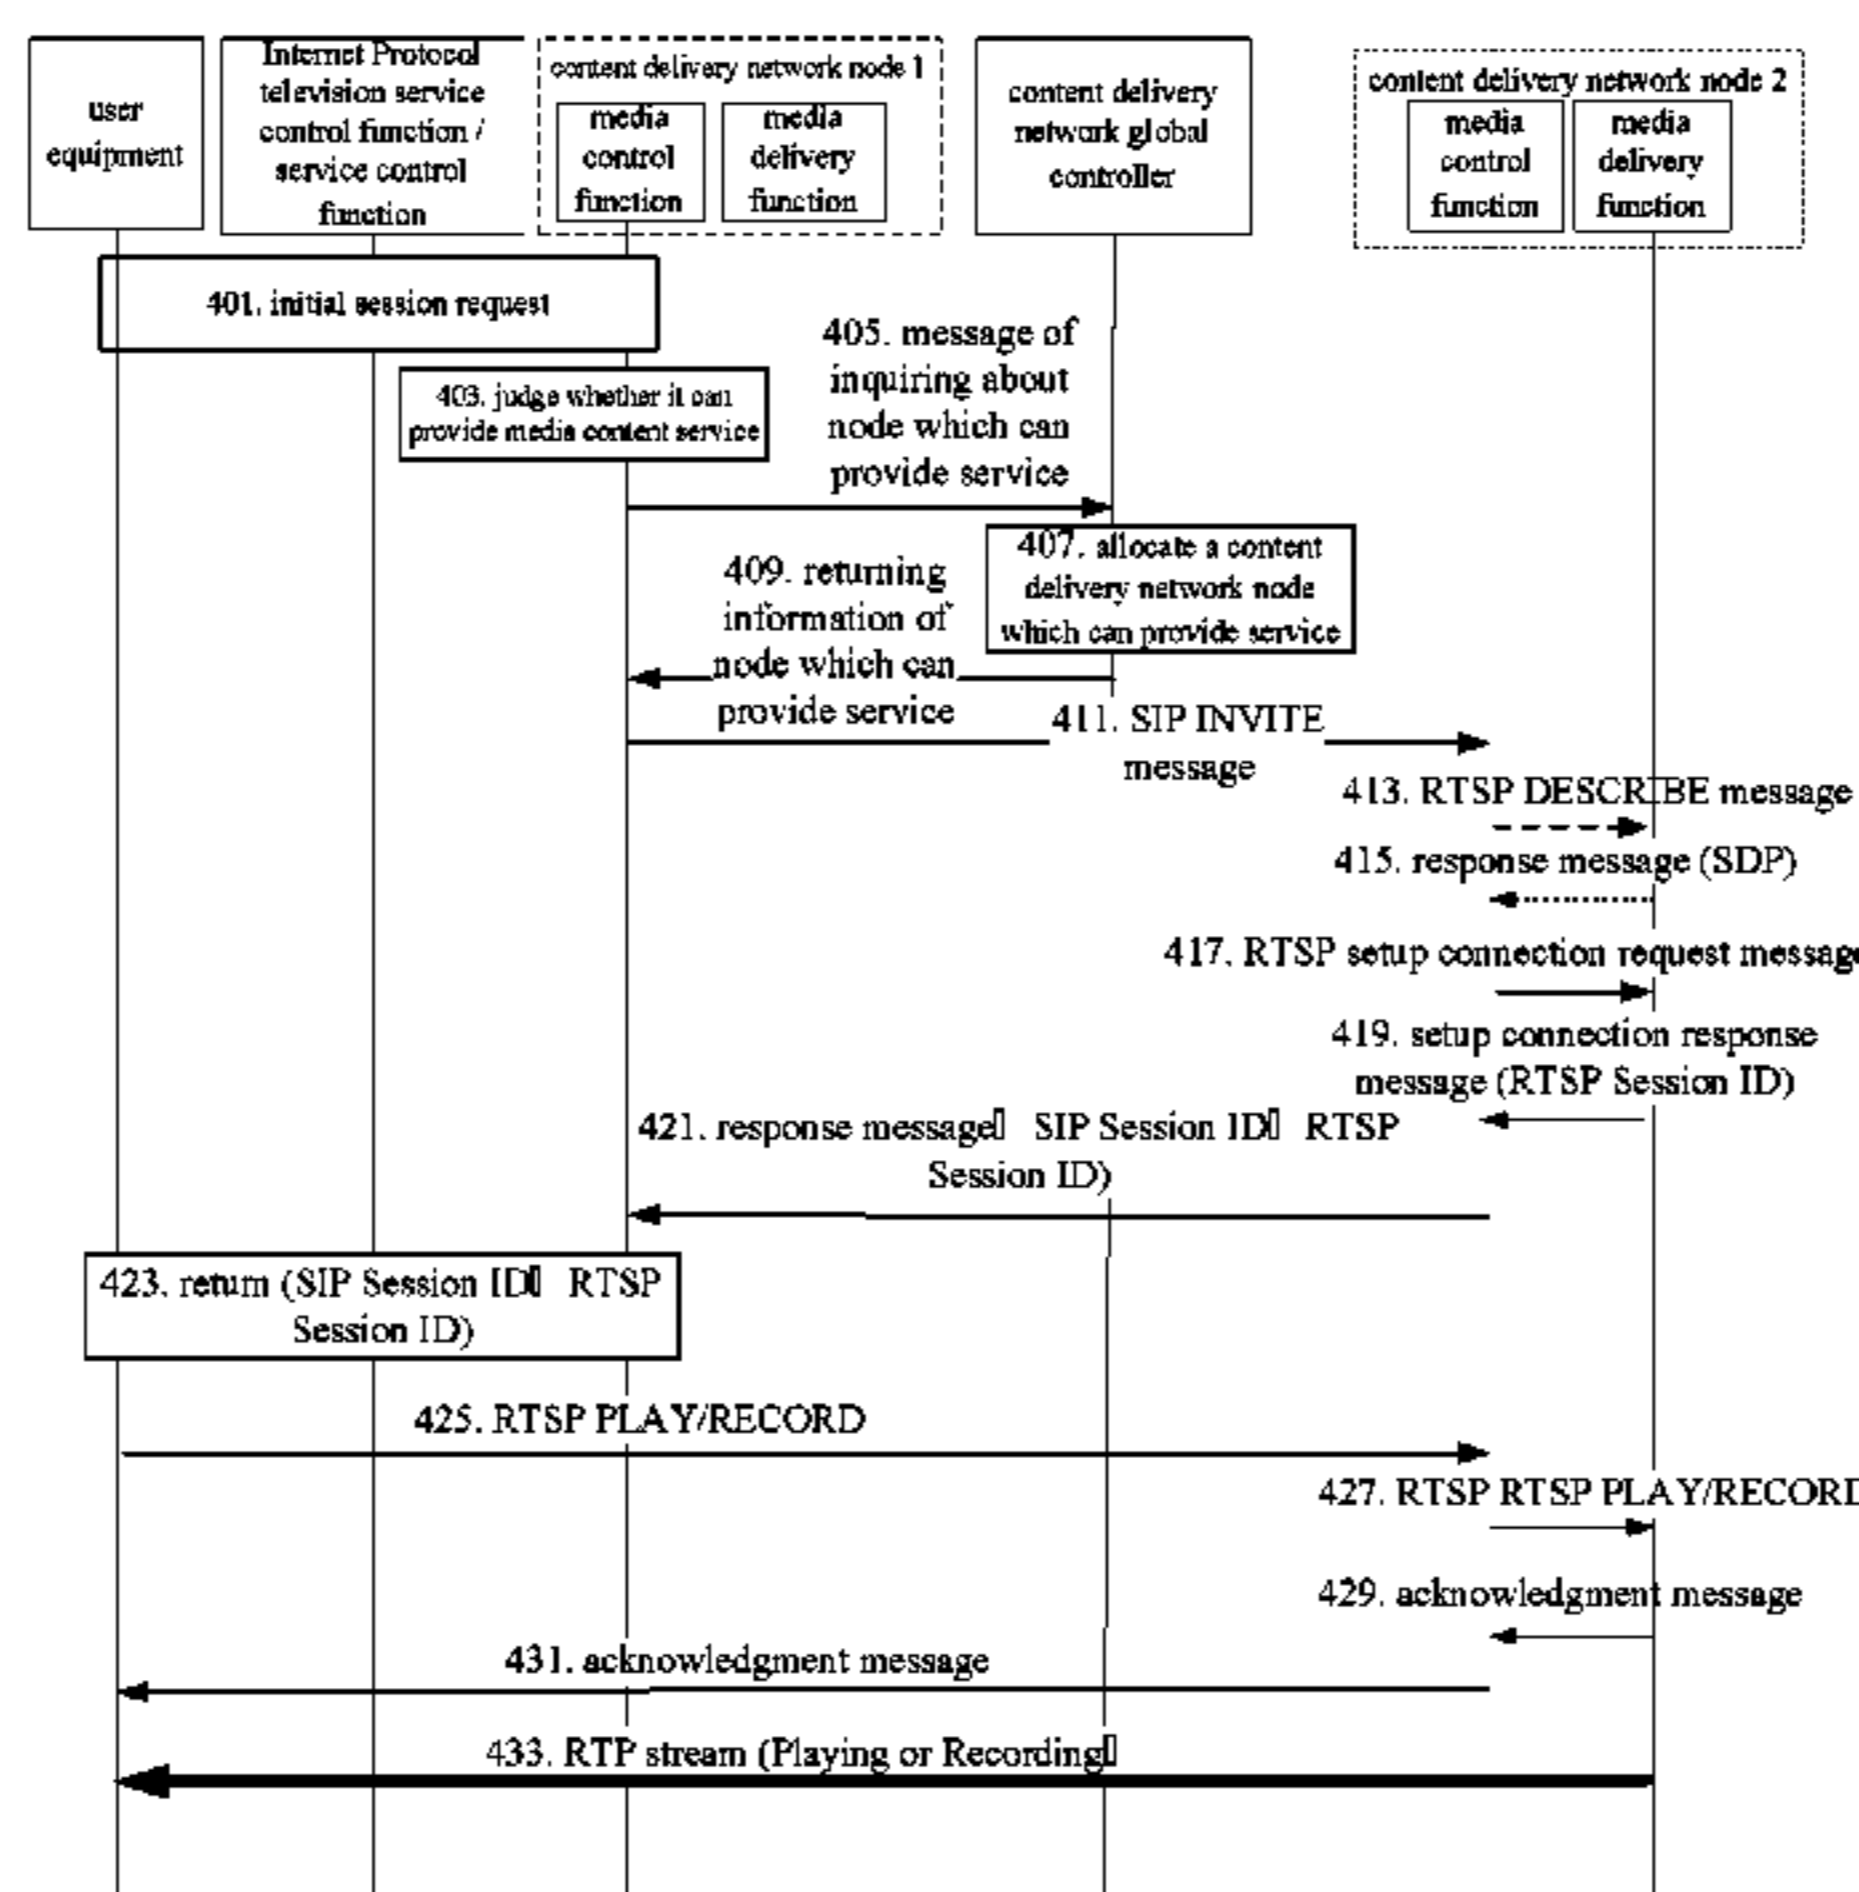 user
equipment
Internet Protocol
television service
control function /
service control
function
content delivery network node 1
media
control
function
media
delivery
function
content delivery
network global
controller
content delivery network node 2
media
control
function
media
delivery
function
401. initial session request
403. judge whether it can
provide media content service
405. message of
inquiring about
node which can
provide service
407. allocate a content
delivery network node
which can provide service
409. returning
information of
node which can
provide service
411. SIP INVITE
message
413. RTSP DESCRIBE message
415. response message (SDP)
417. RTSP setup connection request message
419. setup connection response
message (RTSP Session ID)
421. response message▯ SIP Session ID▯ RTSP
Session ID)
423. return (SIP Session ID▯ RTSP
Session ID)
425. RTSP PLAY/RECORD
427. RTSP RTSP PLAY/RECORD
429. acknowledgment message
431. acknowledgment message
433. RTP stream (Playing or Recording▯